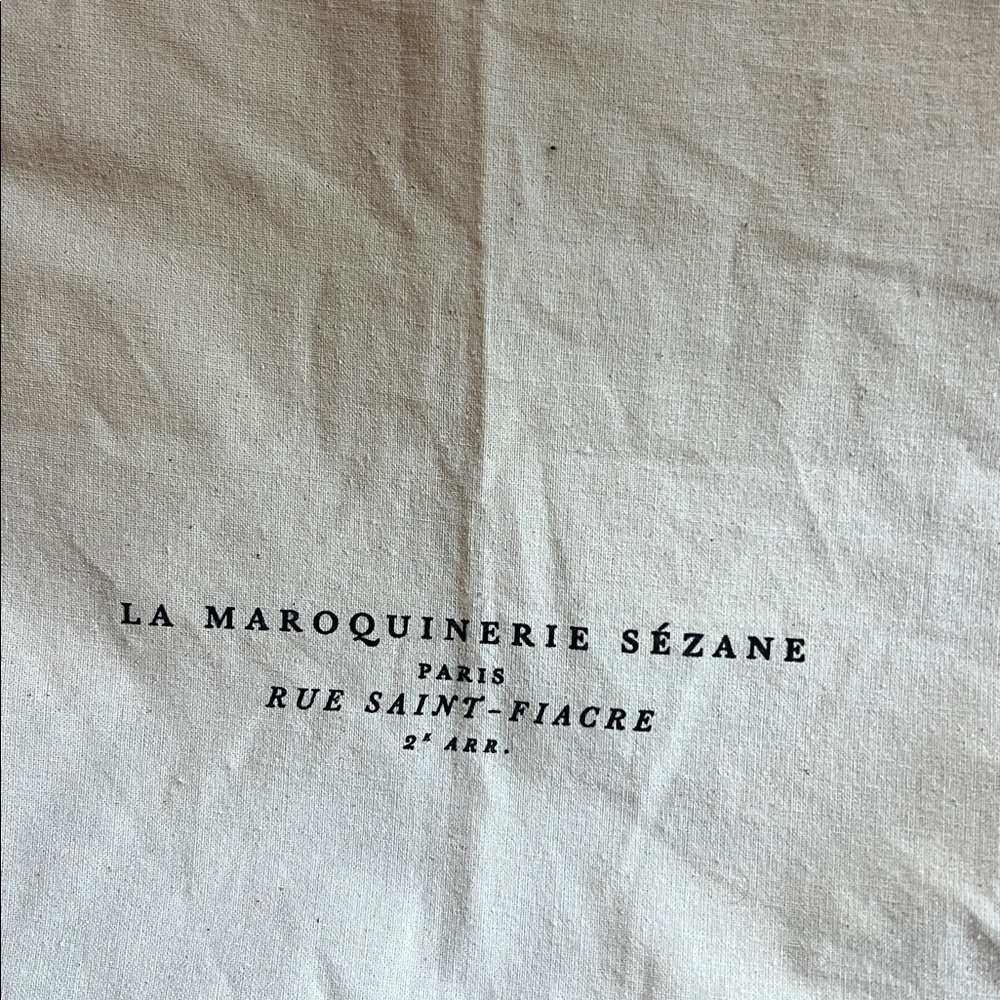 LA MAROQUINERIE SÉZANE
PARIS
RUE SAINT-FIACRE
2ᴱ ARR.